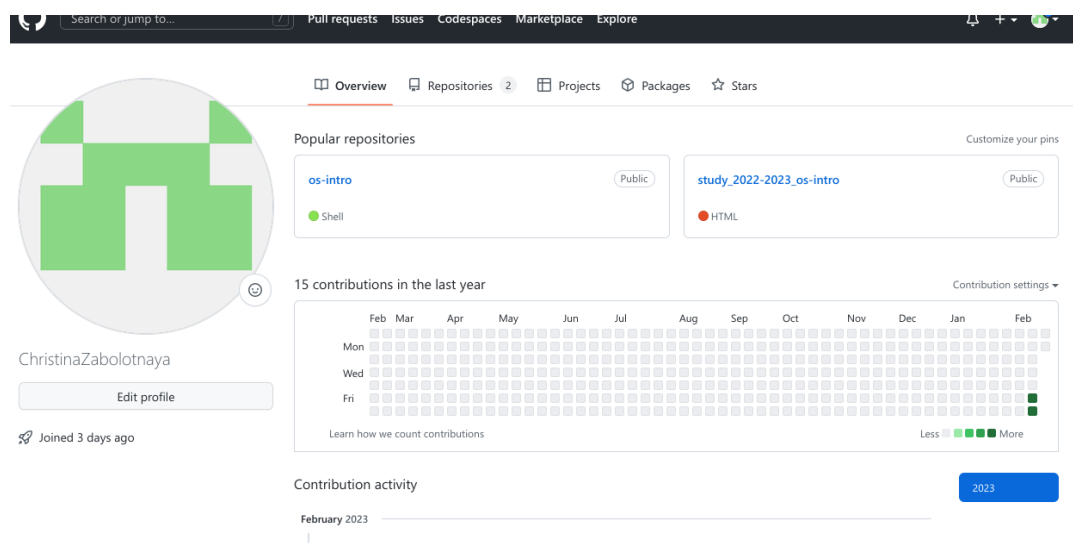 Search or jump to... / Pull requests Issues Codespaces Marketplace Explore
Overview Repositories 2 Projects Packages Stars
Popular repositories Customize your pins
os-intro Public
Shell
study_2022-2023_os-intro Public
HTML
15 contributions in the last year Contribution settings
Feb Mar Apr May Jun Jul Aug Sep Oct Nov Dec Jan Feb
Mon
Wed
Fri
Learn how we count contributions Less More
ChristinaZabolotnaya
Edit profile
Joined 3 days ago
Contribution activity 2023
February 2023